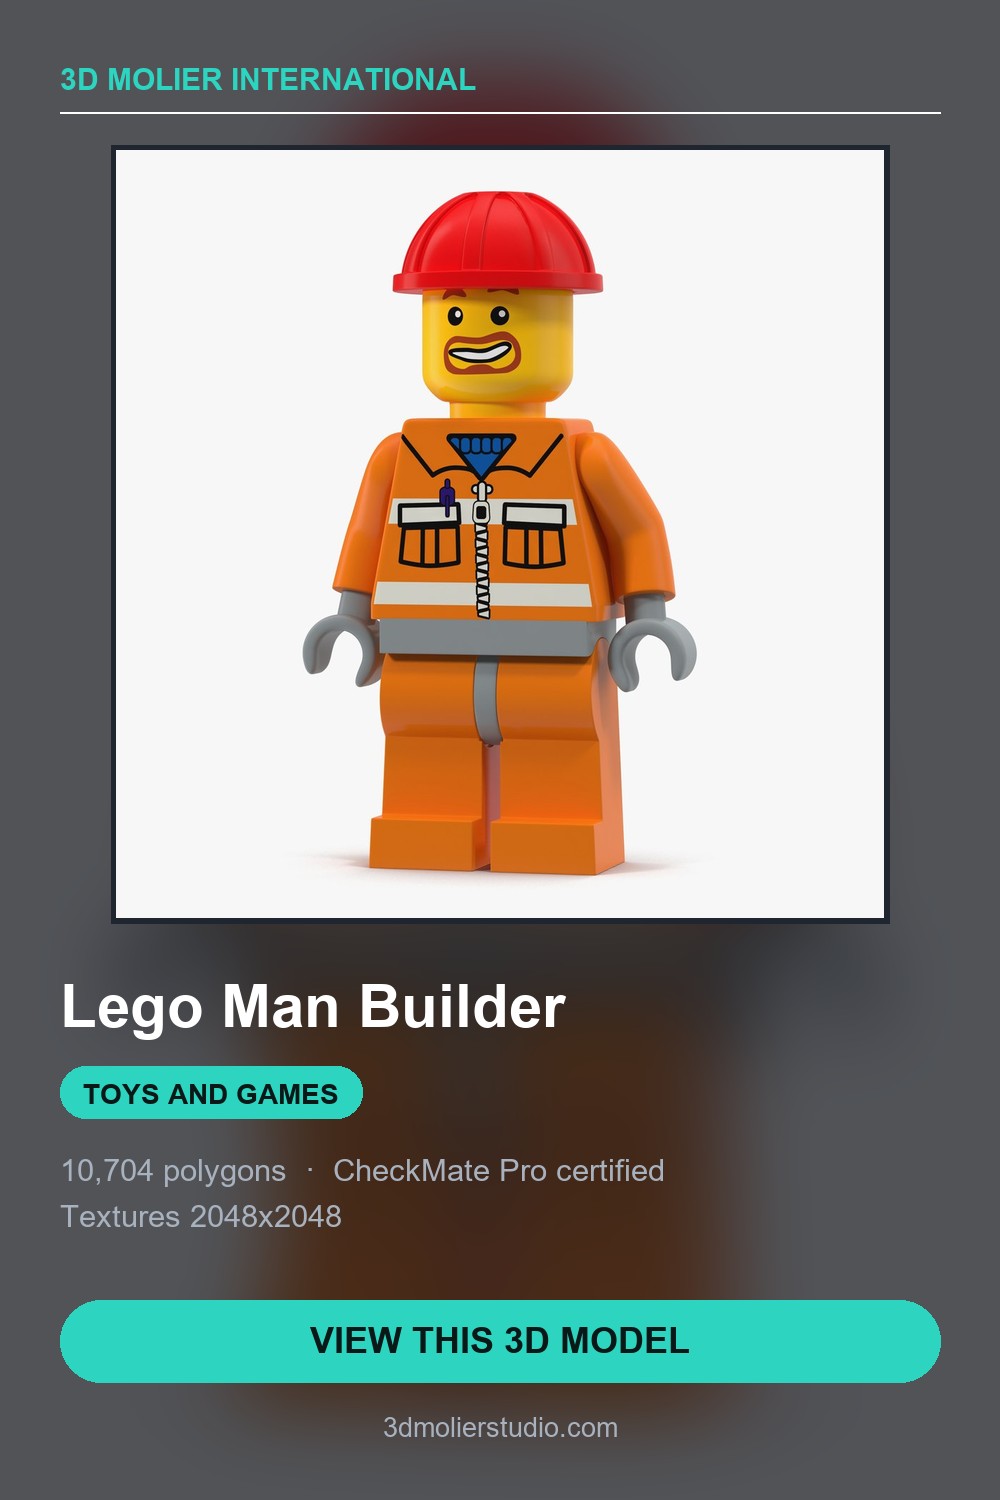 3D MOLIER INTERNATIONAL
Lego Man Builder
TOYS AND GAMES
10,704 polygons · CheckMate Pro certified
Textures 2048x2048
VIEW THIS 3D MODEL
3dmolierstudio.com